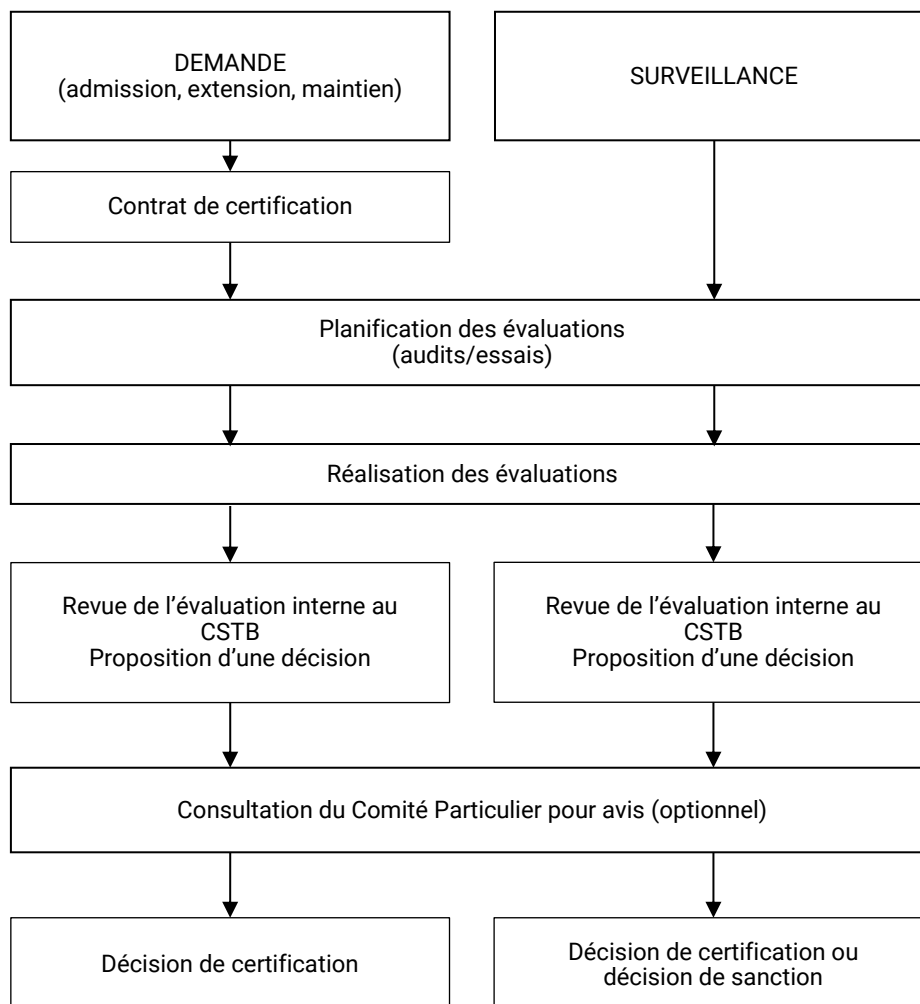 DEMANDE
(admission, extension, maintien)
SURVEILLANCE
Contrat de certification
Planification des évaluations
(audits/essais)
Réalisation des évaluations
Revue de l’évaluation interne au
CSTB
Proposition d’une décision
Revue de l’évaluation interne au
CSTB
Proposition d’une décision
Consultation du Comité Particulier pour avis (optionnel)
Décision de certification
Décision de certification ou
décision de sanction